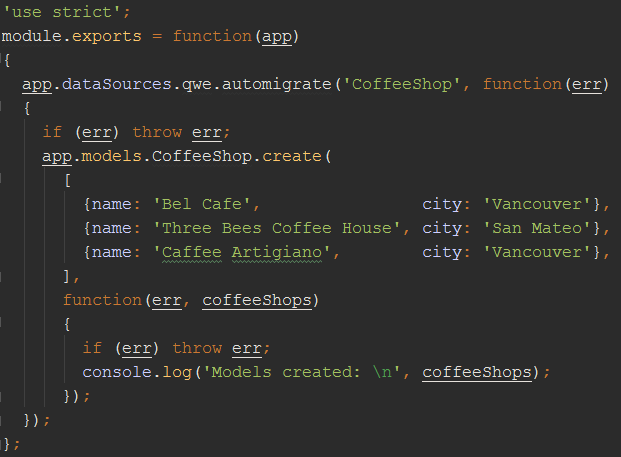 'use strict';
module.exports = function(app)
{
  app.dataSources.qwe.automigrate('CoffeeShop', function(err)
  {
    if (err) throw err;
    app.models.CoffeeShop.create(
      [
        {name: 'Bel Cafe',                city: 'Vancouver'},
        {name: 'Three Bees Coffee House', city: 'San Mateo'},
        {name: 'Caffee Artigiano',        city: 'Vancouver'},
      ],
      function(err, coffeeShops)
      {
        if (err) throw err;
        console.log('Models created: \n', coffeeShops);
      });
  });
};